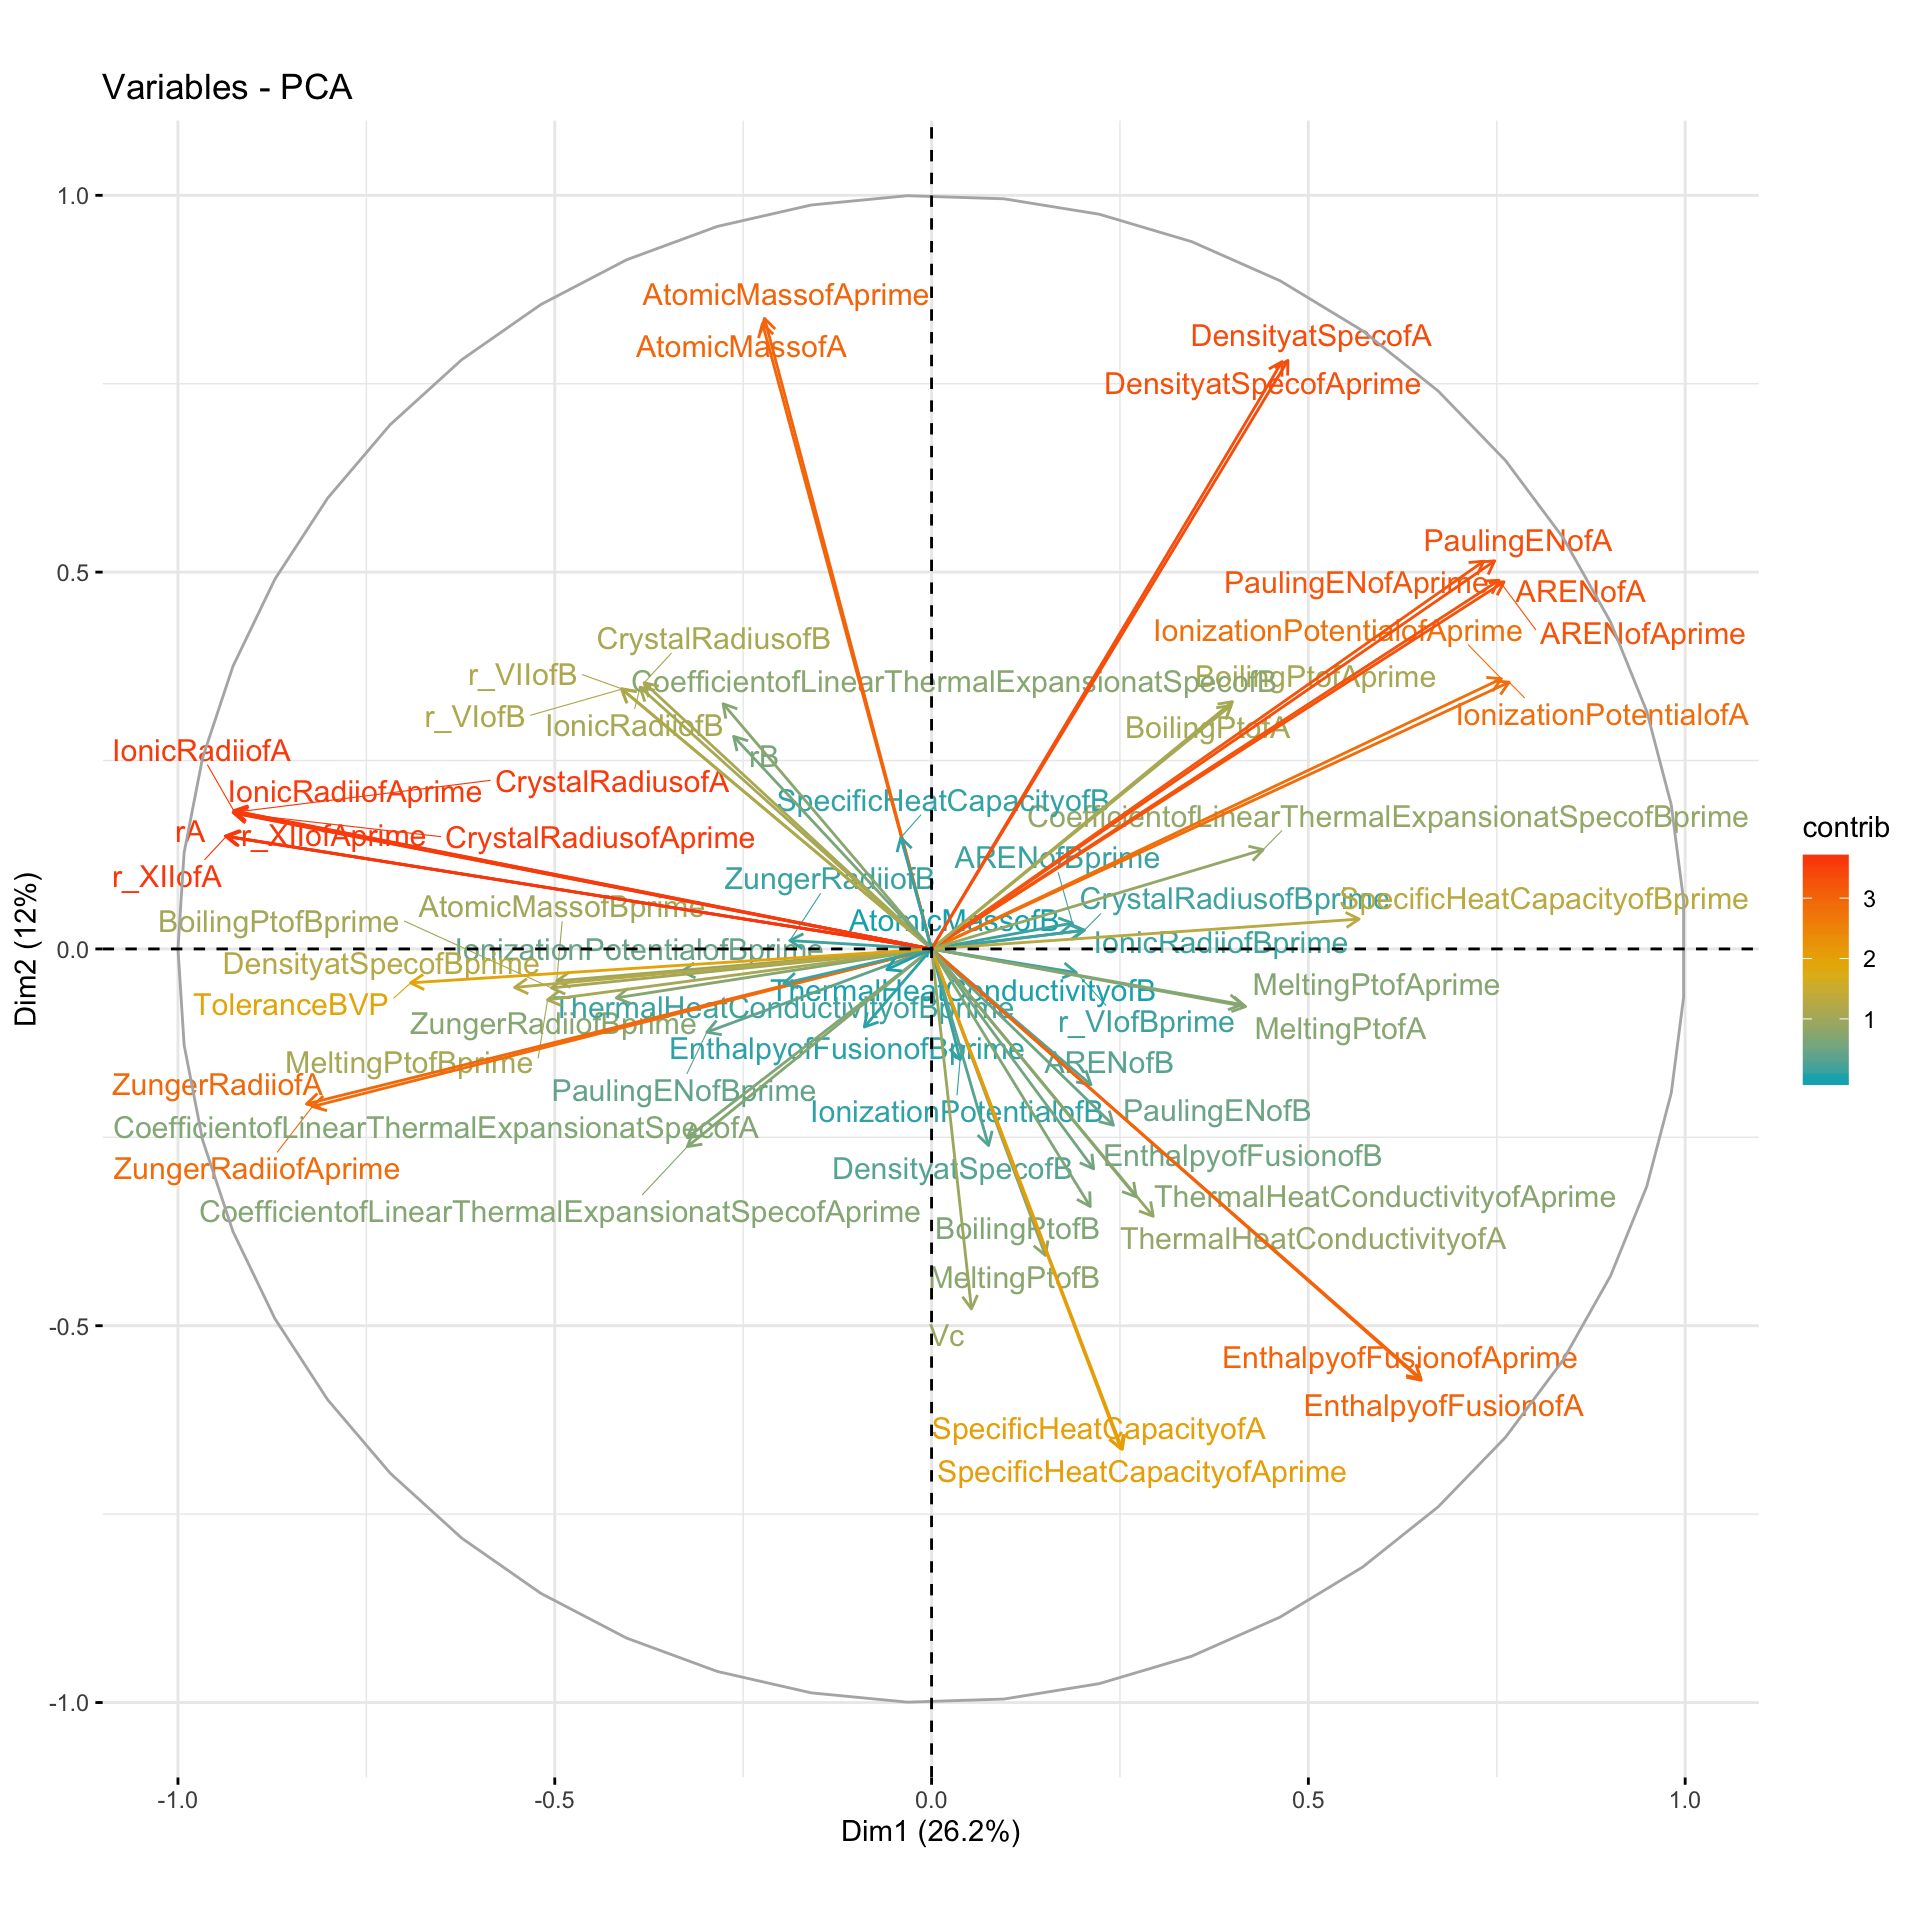 Variables - PCA
1.0
0.5
0.0
-0.5
-1.0
Dim2 (12%)
AtomicMassofAprime
AtomicMassofA
DensityatSpecofA
DensityatSpecofAprime
PaulingENofA
PaulingENofAprime
ARENofA
IonizationPotentialofAprime
ARENofAprime
CrystalRadiusofB
r_VIIofB
CoefficientofLinearThermalExpansionatSpecofB
BoilingPtofAprime
r_VIofB
IonicRadiiofB
BoilingPtofA
IonizationPotentialofA
IonicRadiiofA
rB
IonicRadiiofAprime
CrystalRadiusofA
SpecificHeatCapacityofB
CoefficientofLinearThermalExpansionatSpecofBprime
rA
r_XIIofAprime
CrystalRadiusofAprime
ARENofBprime
r_XIIofA
ZungerRadiiofB
CrystalRadiusofBprime
SpecificHeatCapacityofBprime
AtomicMassofBprime
BoilingPtofBprime
AtomicMassofB
IonizationPotentialofBprime
IonicRadiiofBprime
DensityatSpecofBprime
ThermalHeatConductivityofB
MeltingPtofAprime
ToleranceBVP
ThermalHeatConductivityofBprime
ZungerRadiiofBprime
r_VIofBprime
MeltingPtofA
MeltingPtofBprime
EnthalpyofFusionofBprime
ARENofB
ZungerRadiiofA
PaulingENofBprime
IonizationPotentialofB
PaulingENofB
CoefficientofLinearThermalExpansionatSpecofA
ZungerRadiiofAprime
DensityatSpecofB
EnthalpyofFusionofB
CoefficientofLinearThermalExpansionatSpecofAprime
ThermalHeatConductivityofAprime
BoilingPtofB
ThermalHeatConductivityofA
MeltingPtofB
Vc
EnthalpyofFusionofAprime
EnthalpyofFusionofA
SpecificHeatCapacityofA
SpecificHeatCapacityofAprime
contrib
3
2
1
-1.0
-0.5
0.0
0.5
1.0
Dim1 (26.2%)